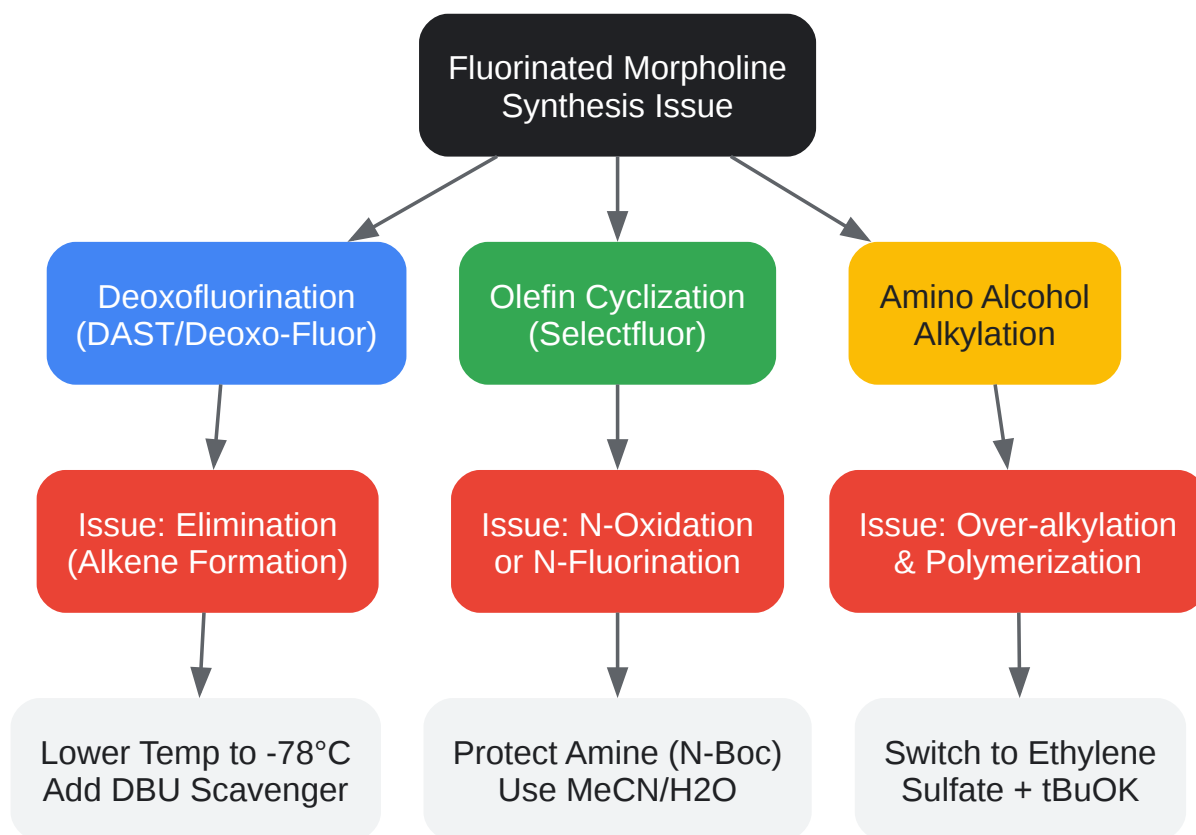 Fluorinated Morpholine
Synthesis Issue
Deoxofluorination
(DAST/Deoxo-Fluor)
Olefin Cyclization
(Selectfluor)
Amino Alcohol
Alkylation
Issue: Elimination
(Alkene Formation)
Issue: N-Oxidation
or N-Fluorination
Issue: Over-alkylation
& Polymerization
Lower Temp to -78°C
Add DBU Scavenger
Protect Amine (N-Boc)
Use MeCN/H2O
Switch to Ethylene
Sulfate + tBuOK